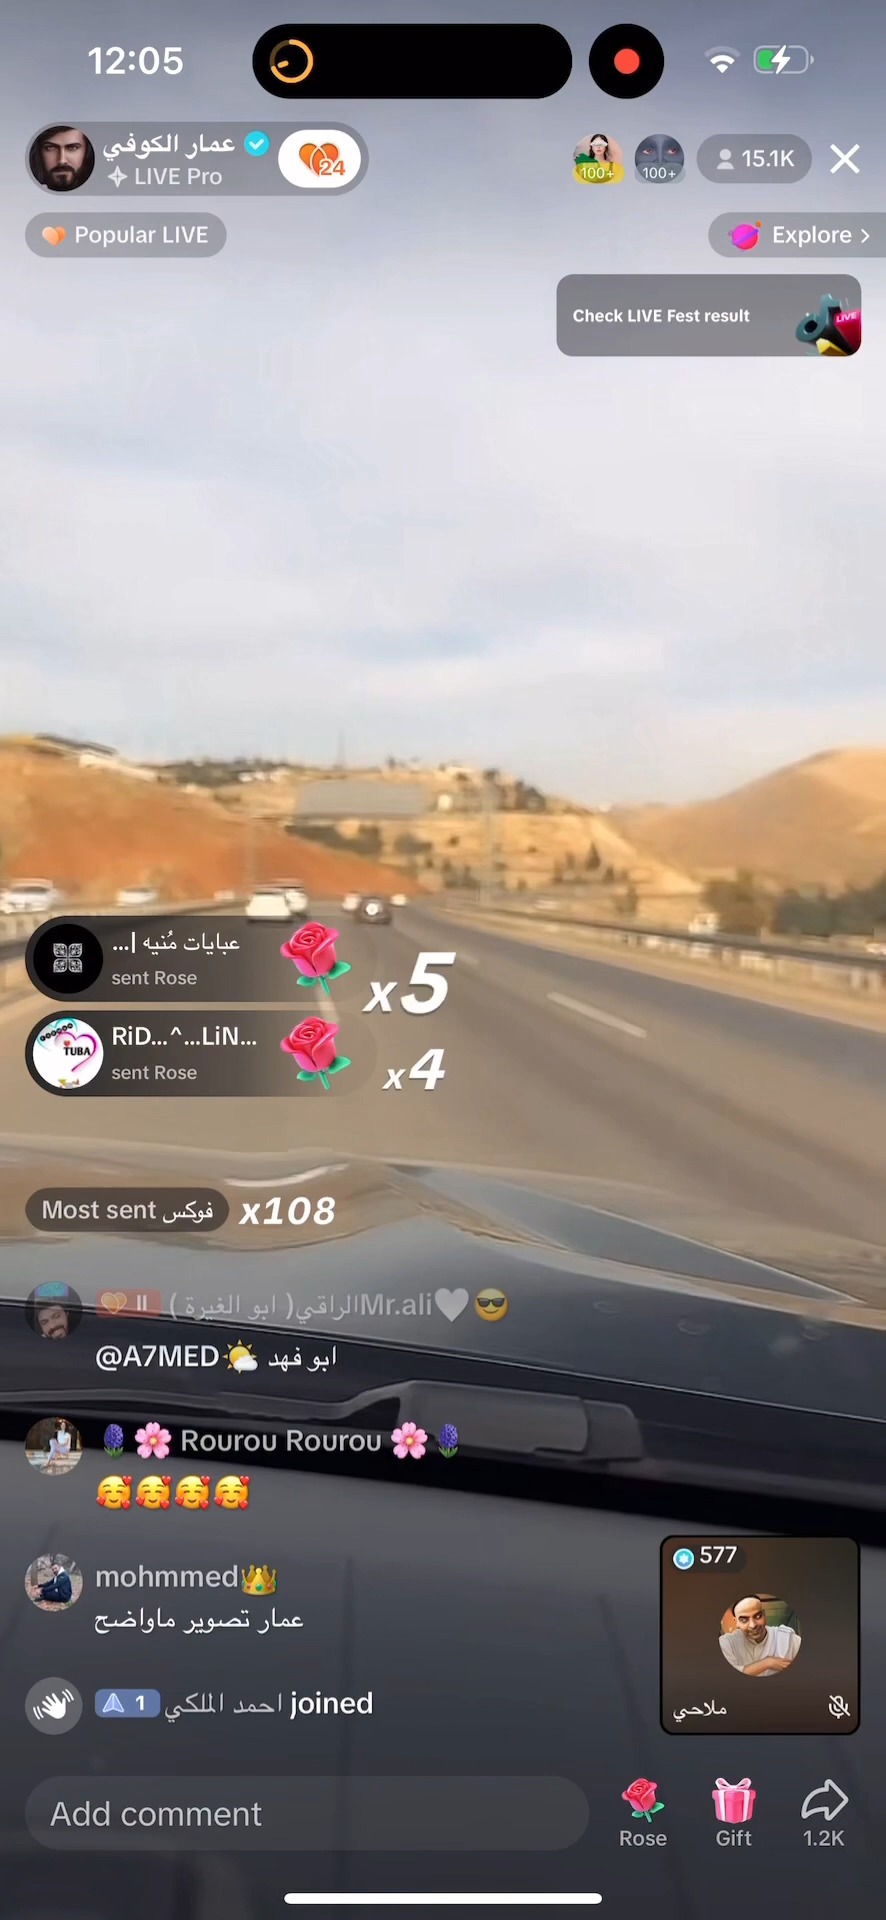 12:05
عمار الكوفي
LIVE Pro
24
100+
100+
15.1K
Popular LIVE
Explore >
Check LIVE Fest result
LIVE
عبايات مُنيه |...
sent Rose
x5
RiD...^...LiN...
TUBA
sent Rose
x4
Most sent فوكس x108
II الراقي( ابو الغيرة )Mr.ali🤍😎
@A7MED🌤️ ابو فهد
🪻🌸 Rourou Rourou 🌸🪻
🥰🥰🥰🥰
mohmmed👑
عمار تصوير ماواضح
577
ملاحي
1 احمد الملكي joined
Add comment
Rose
Gift
1.2K